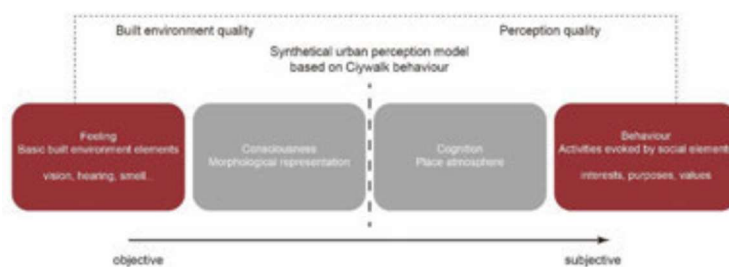 Built environment quality
Perception quality
Synthetical urban perception model
based on Ciywalk behaviour
Feeling
Basic built environment elements
vision, hearing, smell...
Consciousness
Morphological representation
Cognition
Place atmosphere
Behaviour
Activities evoked by social element
interests, purposes, values
objective
subjective